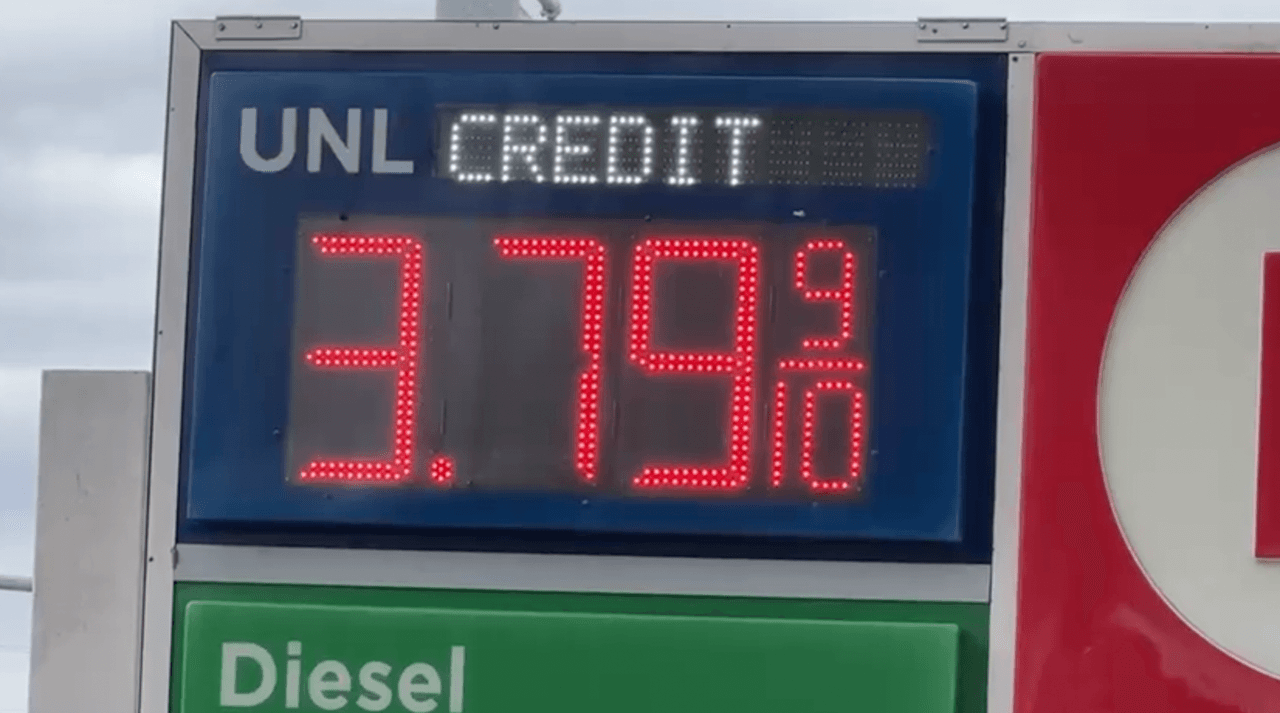 UNL CREDIT
3.79 9/10
Diesel